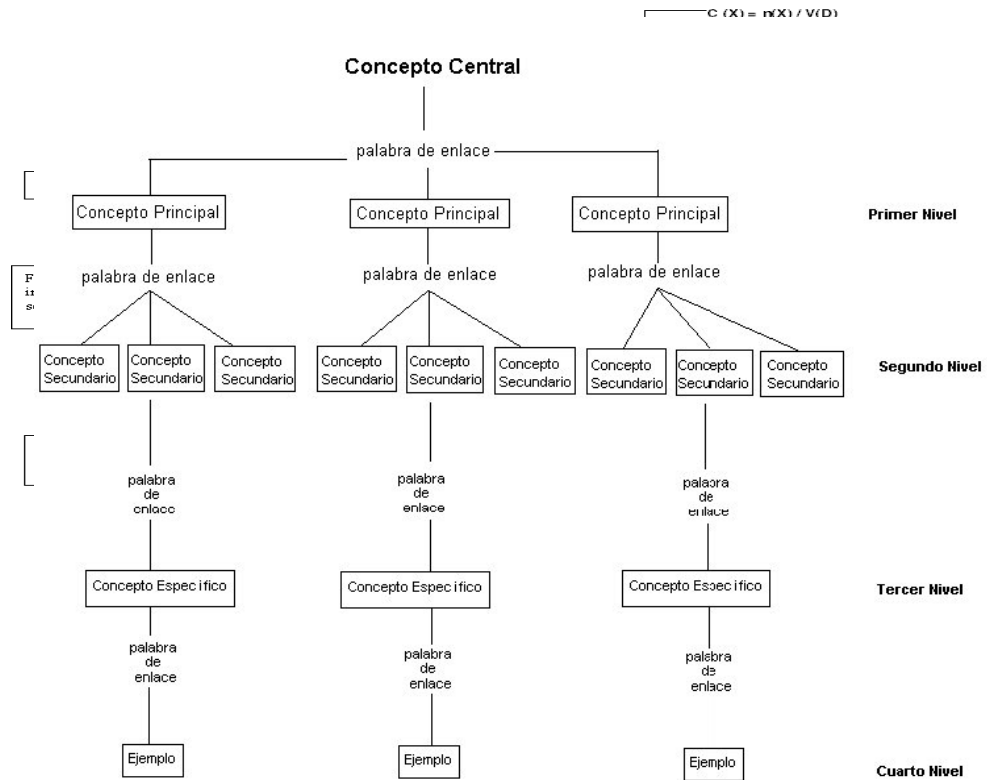 C (X) = n(X) / V(D)
Concepto Central
palabra de enlace
Concepto Principal Concepto Principal Concepto Principal Primer Nivel
palabra de enlace palabra de enlace palabra de enlace
Concepto Concepto Concepto Concepto Concepto Concepto Concepto Concepto Concepto
Secundario Secundario Secundario Secundario Secundario Secundario Secundario Secundario Secundario
Segundo Nivel
palabra palabra palabra
de de de
enlace enlace enlace
Concepto Específico Concepto Específico Concepto Específico Tercer Nivel
palabra palabra palabra
de de de
enlace enlace enlace
Ejemplo Ejemplo Ejemplo
Cuarto Nivel